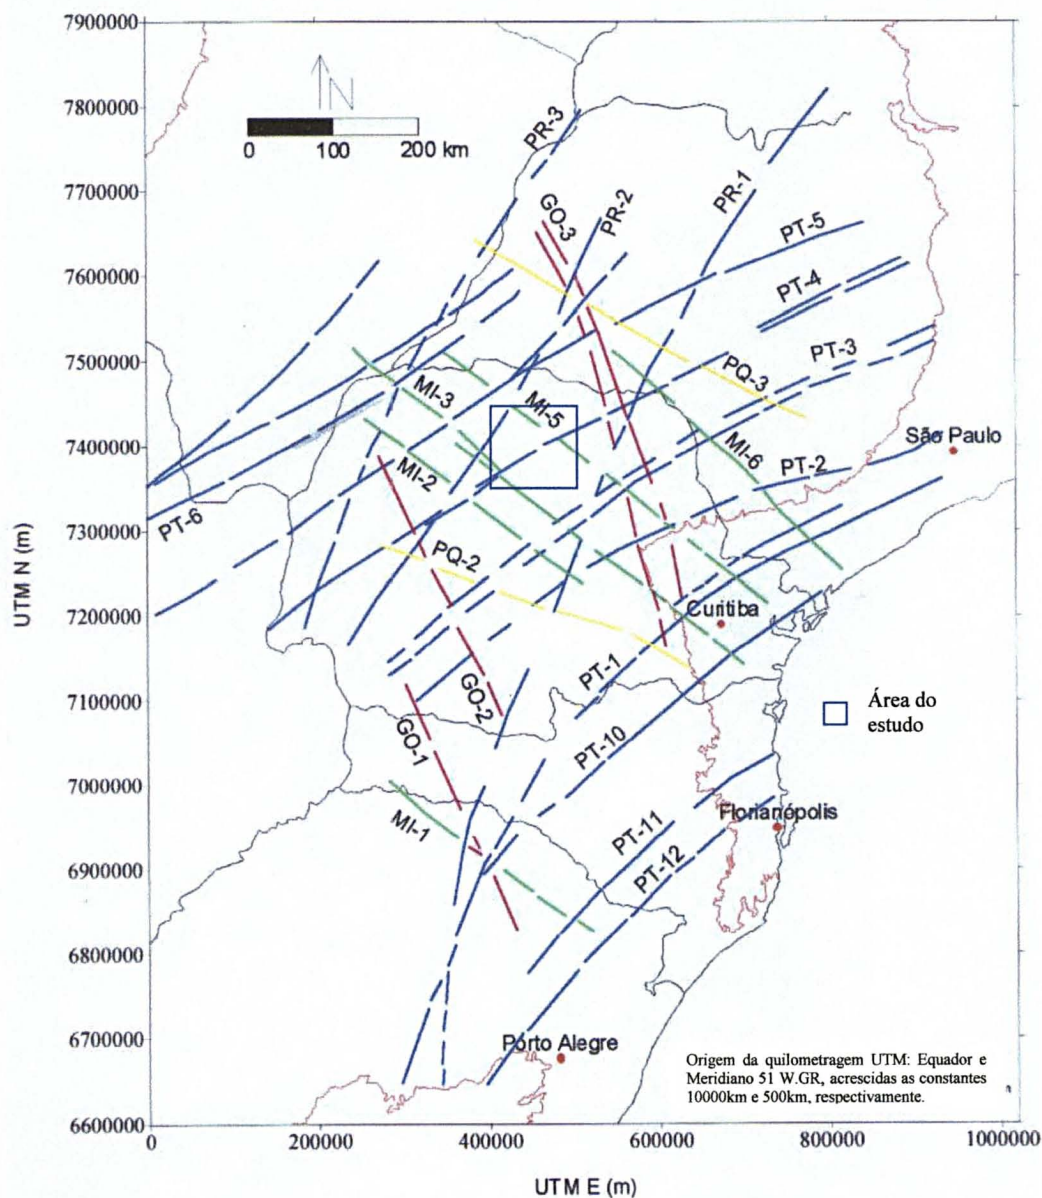 7900000
7800000
7700000
7600000
7500000
7400000
7300000
7200000
7100000
7000000
6900000
6800000
6700000
6600000
UTM N (m)
N
0 100 200 km
PR-3
PR-2
PR-1
GO-3
PT-5
PT-4
PT-3
PQ-3
MI-3
MI-5
MI-6
São Paulo
MI-2
PT-2
PT-6
PQ-2
Curitiba
PT-1
GO-2
GO-1
PT-10
Área do
estudo
MI-1
PT-11
Florianópolis
PT-12
Porto Alegre
Origem da quilometragem UTM: Equador e
Meridiano 51 W.GR, acrescidas as constantes
10000km e 500km, respectivamente.
0 200000 400000 600000 800000 1000000
UTM E (m)